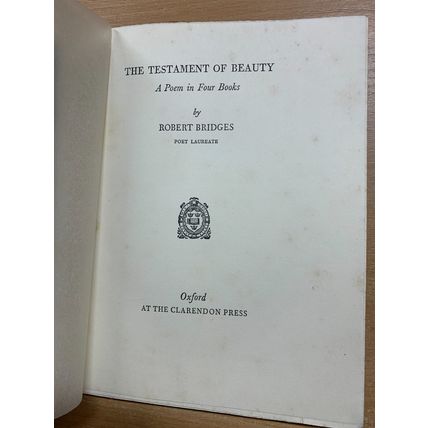 THE TESTAMENT OF BEAUTY
A Poem in Four Books
by
ROBERT BRIDGES
POET LAUREATE
Oxford
AT THE CLARENDON PRESS